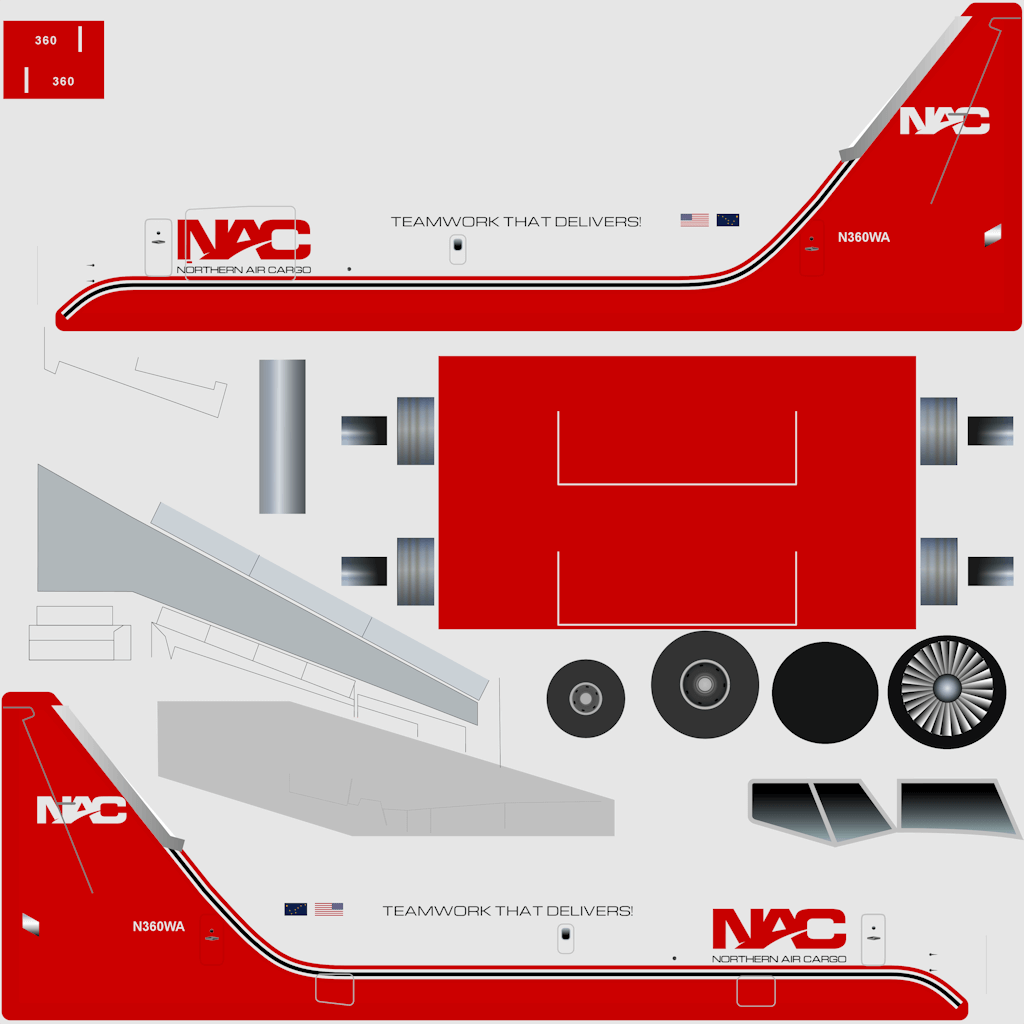 360
360
NAC
NAC
NORTHERN AIR CARGO
TEAMWORK THAT DELIVERS!
N360WA
NAC
N360WA
TEAMWORK THAT DELIVERS!
NAC
NORTHERN AIR CARGO